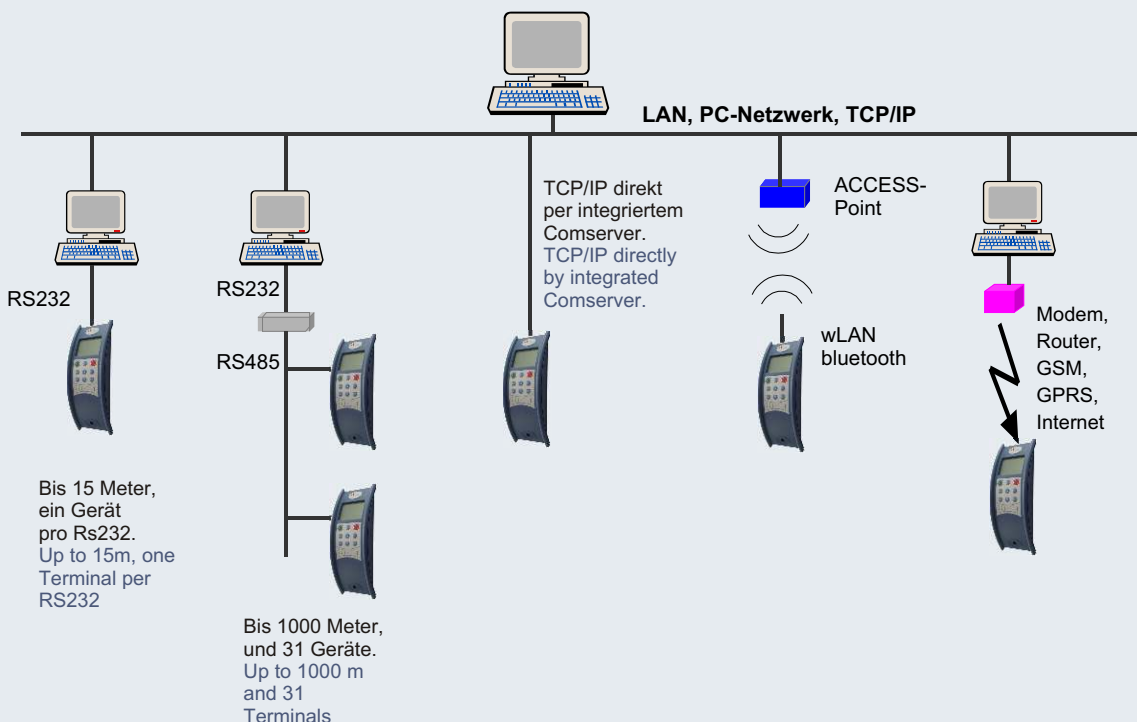 LAN, PC-Netzwerk, TCP/IP
RS232
Bis 15 Meter,
ein Gerät
pro Rs232.
Up to 15m, one
Terminal per
RS232
RS232
RS485
Bis 1000 Meter,
und 31 Geräte.
Up to 1000 m
and 31
Terminals
TCP/IP direkt
per integriertem
Comserver.
TCP/IP directly
by integrated
Comserver.
ACCESS-
Point
wLAN
bluetooth
Modem,
Router,
GSM,
GPRS,
Internet